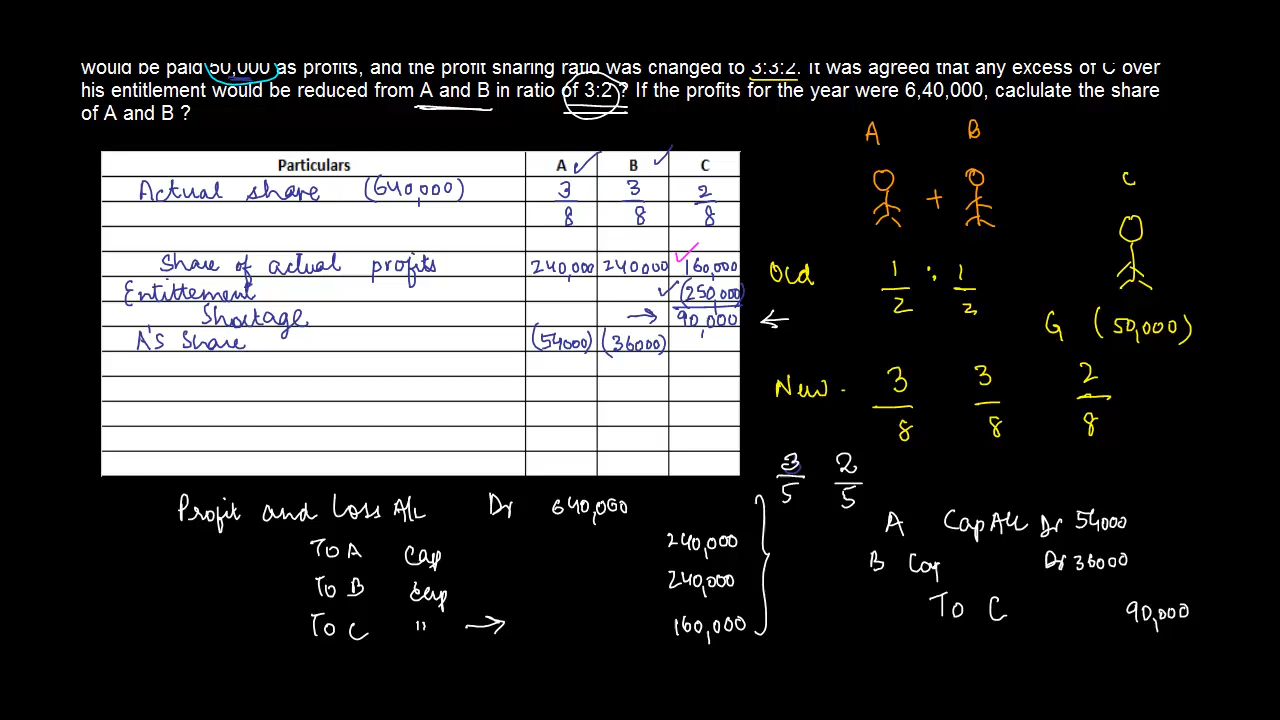 would be paid 50,000 as profits, and the profit sharing ratio was changed to 3:3:2. It was agreed that any excess of C over
his entitlement would be reduced from A and B in ratio of 3:2 ? If the profits for the year were 6,40,000, caclulate the share
of A and B ?
Particulars A B C
Actual share (640,000) 3/8 3/8 2/8
Share of actual profits 240,000 240000 160,000
Entittement (250,000)
Shortage 90,000
A's Share (54000) (36000)
A B
+
C
Old 1/2 : 1/2
G (50,000)
New - 3/8 3/8 2/8
3/5 2/5
Profit and Loss A/c Dr 640,000
To A Cap 240,000
To B Cap 240,000
To C " 160,000
A Cap A/c Dr 54000
B Cap Dr 36000
To C 90,000